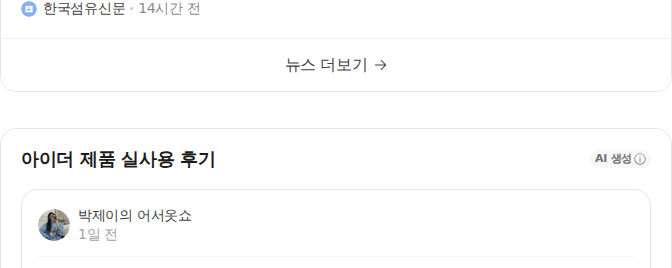 한국섬유신문 · 14시간 전
뉴스 더보기 →
아이더 제품 실사용 후기
AI 생성
박제이의 어서옷쇼
1일 전